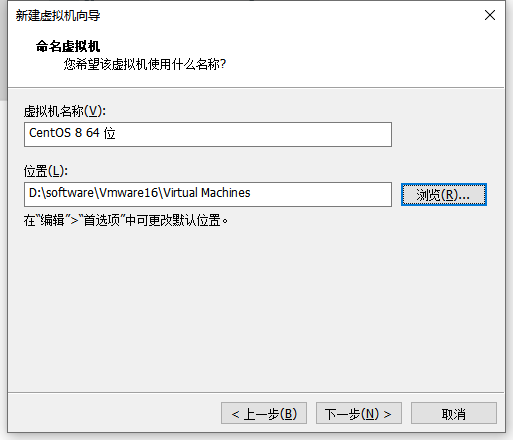 新建虚拟机向导
命名虚拟机
您希望该虚拟机使用什么名称?
虚拟机名称(V):
CentOS 8 64 位
位置(L):
D:\software\Vmware16\Virtual Machines
浏览(R)...
在“编辑”>“首选项”中可更改默认位置。
< 上一步(B)
下一步(N) >
取消